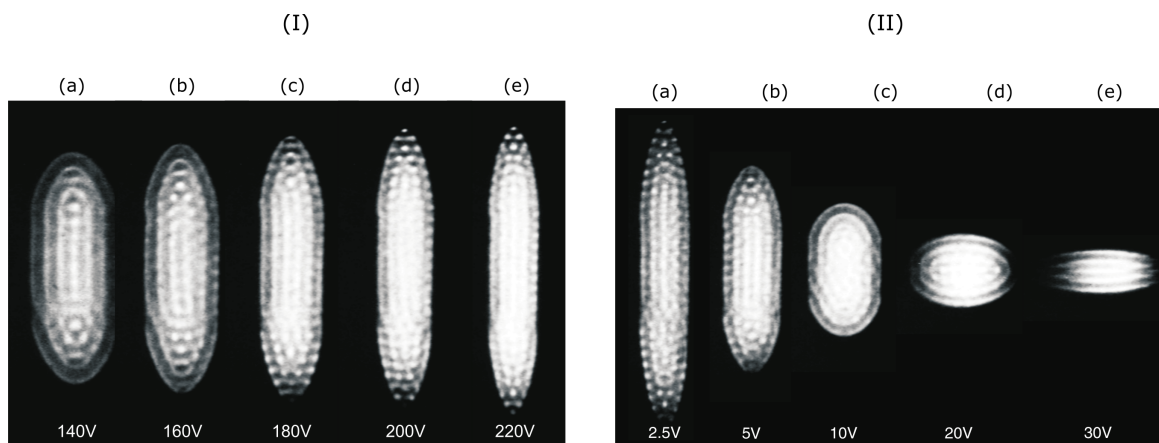 (I)
(a) (b) (c) (d) (e)
140V 160V 180V 200V 220V
(II)
(a) (b) (c) (d) (e)
2.5V 5V 10V 20V 30V